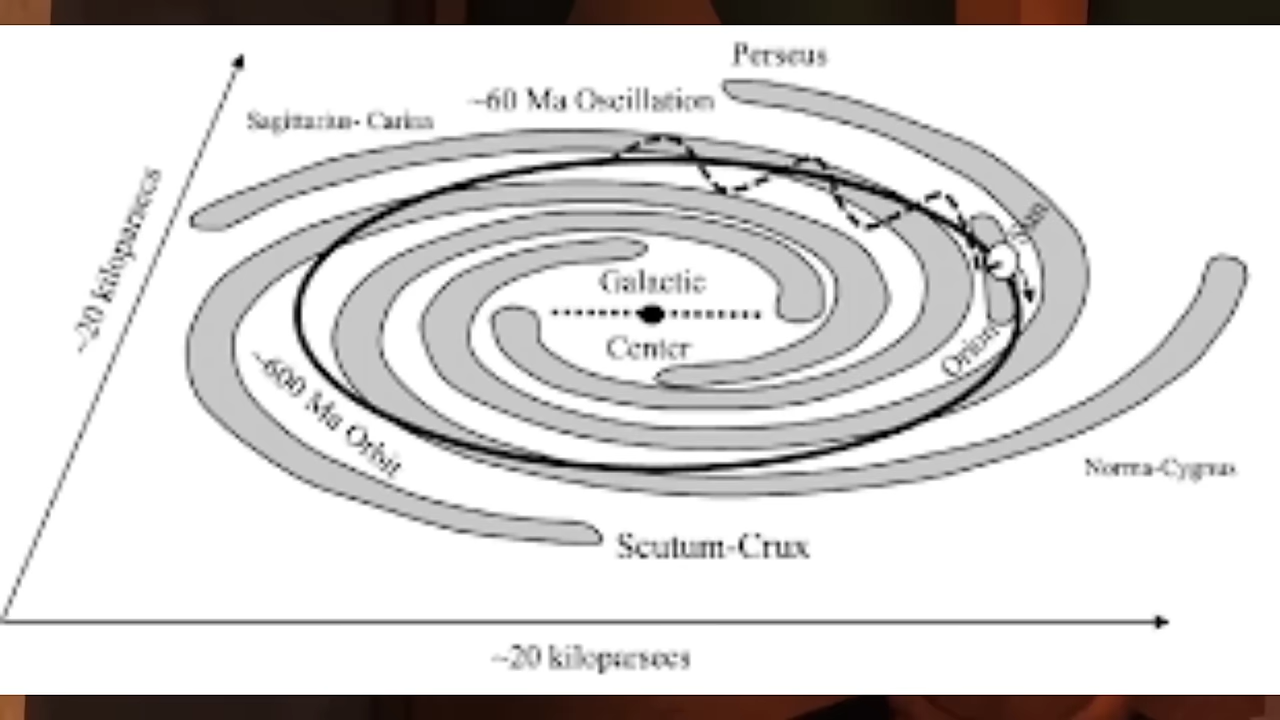 Perseus
~60 Ma Oscillation
Sagittarius- Carina
~20 kiloparsecs
Sun
Galactic
Center
Orion
~600 Ma Orbit
Norma-Cygnus
Scutum-Crux
~20 kiloparsecs